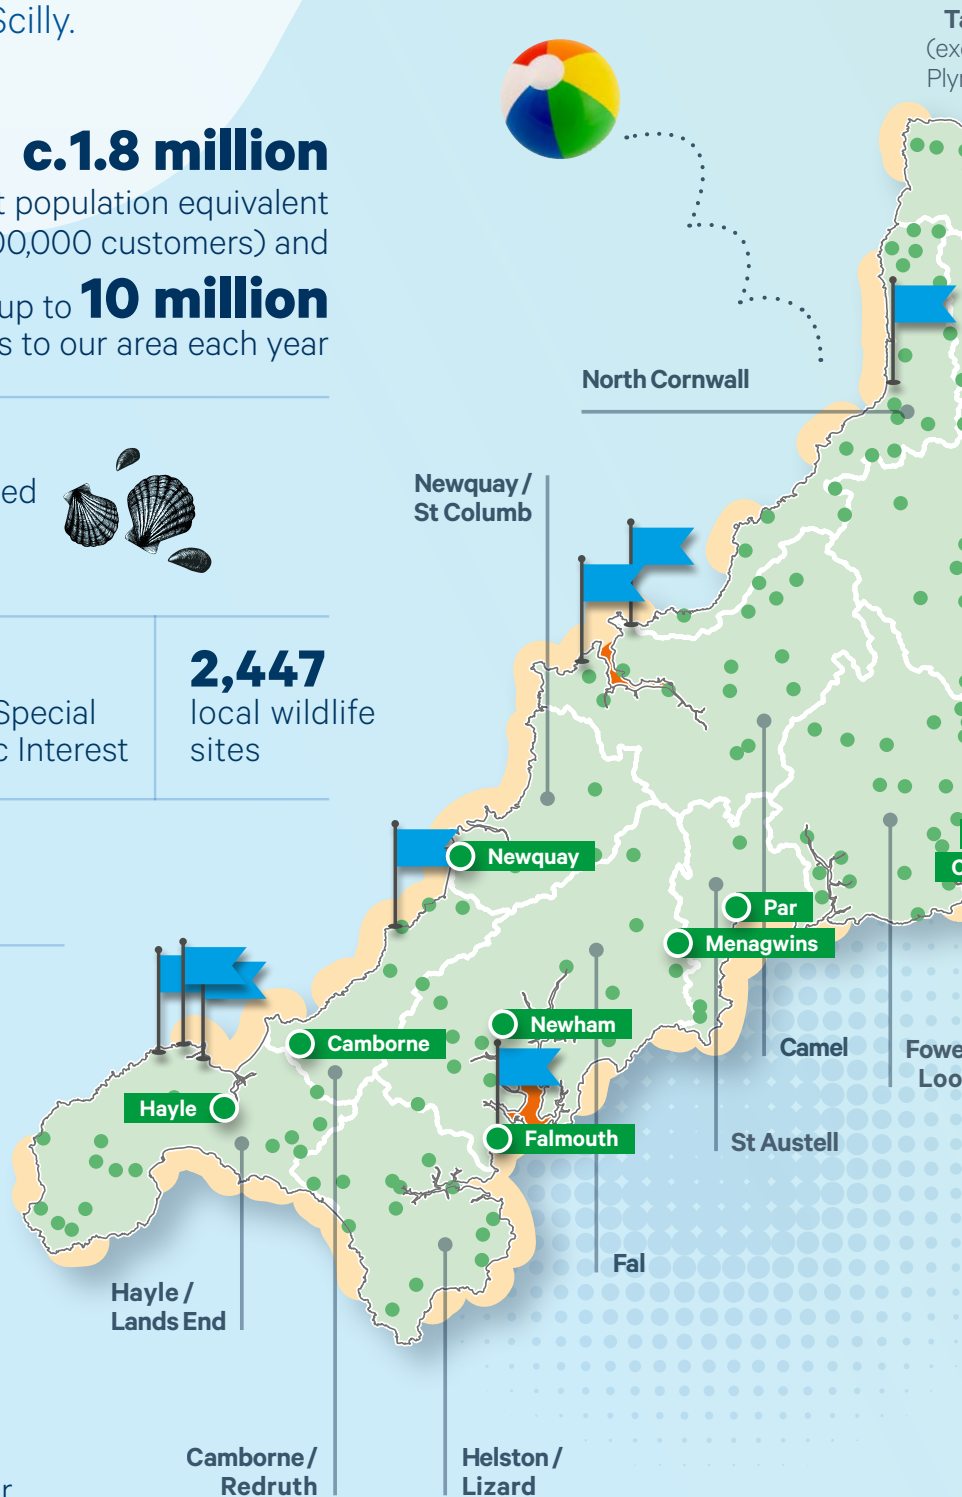 Scilly.
c.1.8 million
t population equivalent
00,000 customers) and
up to 10 million
s to our area each year
ed
Special
c Interest
2,447
local wildlife
sites
(exc
Plym
North Cornwall
Newquay /
St Columb
Newquay
Par
Menagwins
Newham
Camborne
Hayle
Falmouth
Camel
Fowe
Loo
St Austell
Fal
Hayle /
Lands End
Camborne /
Redruth
Helston /
Lizard